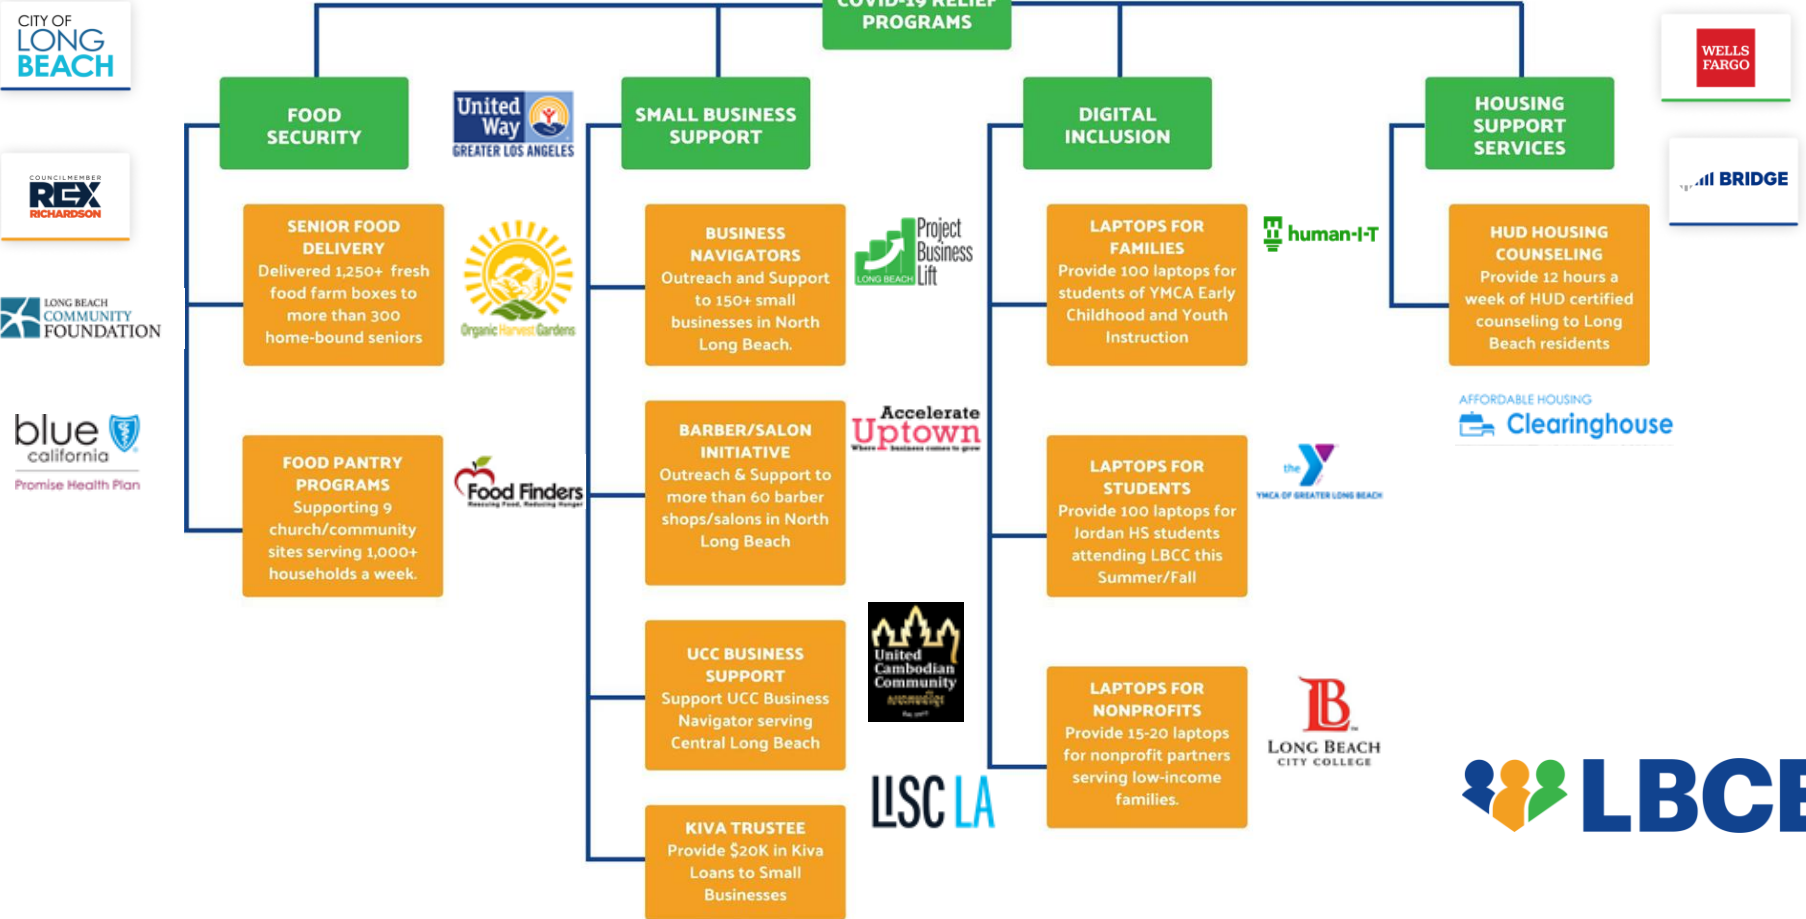 COVID-19 RELIEF
PROGRAMS
CITY OF
LONG
BEACH
WELLS
FARGO
FOOD
SECURITY
United
Way
GREATER LOS ANGELES
SMALL BUSINESS
SUPPORT
DIGITAL
INCLUSION
HOUSING
SUPPORT
SERVICES
COUNCILMEMBER
REX
RICHARDSON
BRIDGE
SENIOR FOOD
DELIVERY
Delivered 1,250+ fresh
food farm boxes to
more than 300
home-bound seniors
Organic Harvest Gardens
BUSINESS
NAVIGATORS
Outreach and Support
to 150+ small
businesses in North
Long Beach.
Project
Business
Lift
LONG BEACH
LAPTOPS FOR
FAMILIES
Provide 100 laptops for
students of YMCA Early
Childhood and Youth
Instruction
human-I-T
HUD HOUSING
COUNSELING
Provide 12 hours a
week of HUD certified
counseling to Long
Beach residents
LONG BEACH
COMMUNITY
FOUNDATION
blue
california
Promise Health Plan
FOOD PANTRY
PROGRAMS
Supporting 9
church/community
sites serving 1,000+
households a week.
Food Finders
Rescuing Food, Reducing Hunger
BARBER/SALON
INITIATIVE
Outreach & Support to
more than 60 barber
shops/salons in North
Long Beach
Accelerate
Uptown
Where business comes to grow
LAPTOPS FOR
STUDENTS
Provide 100 laptops for
Jordan HS students
attending LBCC this
Summer/Fall
the Y
YMCA OF GREATER LONG BEACH
AFFORDABLE HOUSING
Clearinghouse
UCC BUSINESS
SUPPORT
Support UCC Business
Navigator serving
Central Long Beach
United
Cambodian
Community
LAPTOPS FOR
NONPROFITS
Provide 15-20 laptops
for nonprofit partners
serving low-income
families.
LB
LONG BEACH
CITY COLLEGE
KIVA TRUSTEE
Provide $20K in Kiva
Loans to Small
Businesses
LISC LA
LBCE